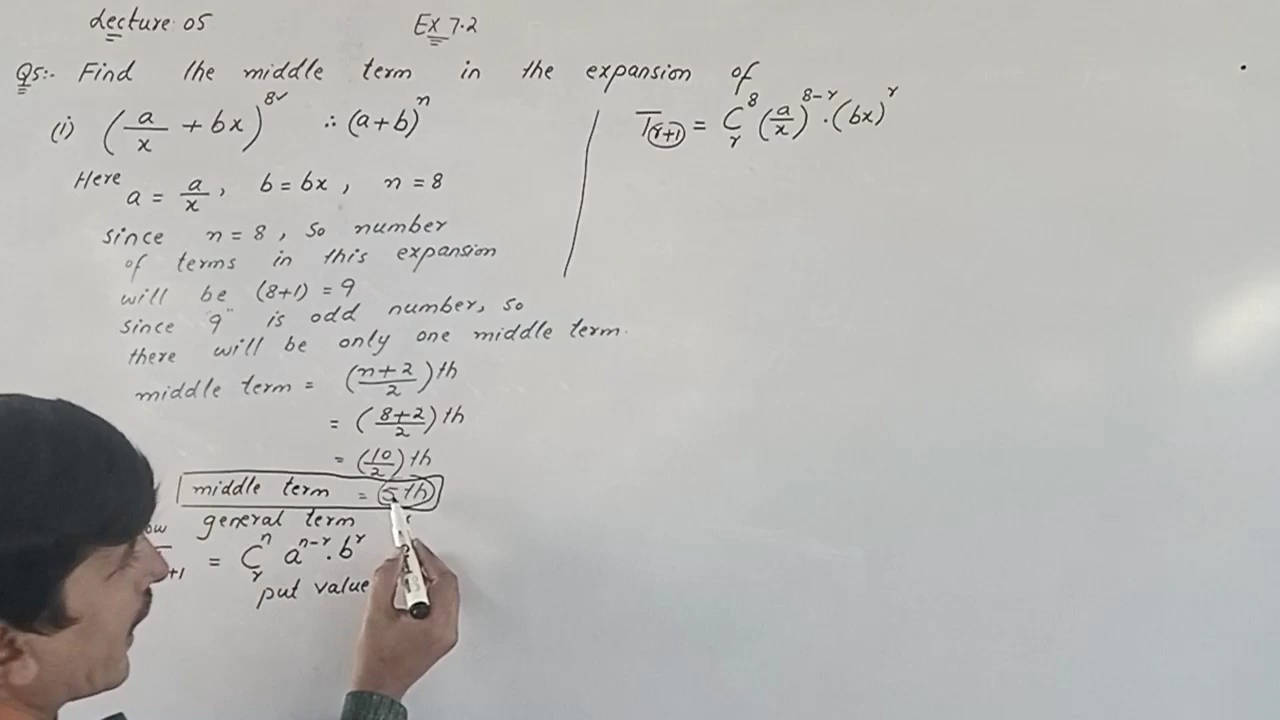 Lecture: 05
Ex 7.2
Q5:- Find the middle term in the expansion of
(i) (a/x + bx)^8 ∴ (a+b)^n
Here a = a/x, b = bx, n = 8
since n = 8, so number
of terms in this expansion
will be (8+1) = 9
since "9" is odd number, so
there will be only one middle term.
middle term = ((n+2)/2)th
= ((8+2)/2)th
= (10/2)th
middle term = 5th
general term
= C^n_r a^(n-r) . b^r
put value
T_(r+1) = C^8_r (a/x)^(8-r) . (bx)^r